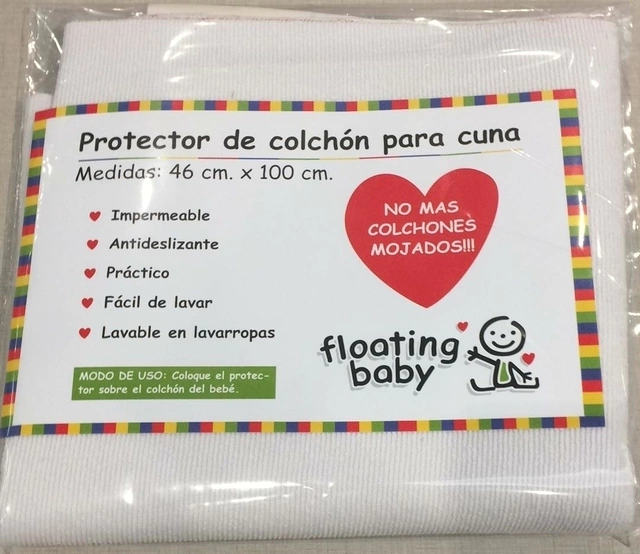 Protector de colchón para cuna
Medidas: 46 cm. x 100 cm.
Impermeable
Antideslizante
Práctico
Fácil de lavar
Lavable en lavarropas
NO MAS
COLCHONES
MOJADOS!!!
MODO DE USO: Coloque el protec-
tor sobre el colchón del bebé.
floating
baby